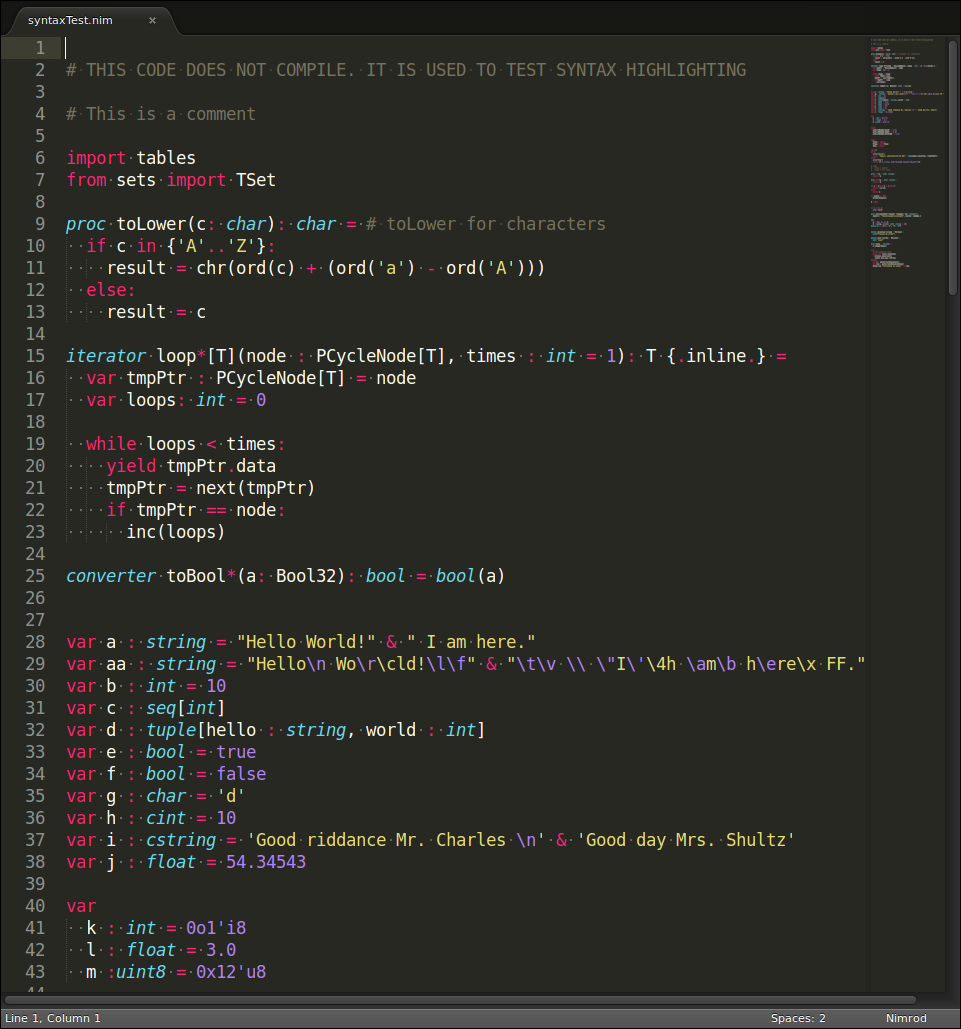 syntaxTest.nim ×
1
2 # THIS CODE DOES NOT COMPILE. IT IS USED TO TEST SYNTAX HIGHLIGHTING
3
4 # This is a comment
5
6 import tables
7 from sets import TSet
8
9 proc toLower(c: char): char = # toLower for characters
10   if c in {'A'..'Z'}:
11     result = chr(ord(c) + (ord('a') - ord('A')))
12   else:
13     result = c
14
15 iterator loop*[T](node : PCycleNode[T], times : int = 1): T {.inline.} =
16   var tmpPtr : PCycleNode[T] = node
17   var loops: int = 0
18
19   while loops < times:
20     yield tmpPtr.data
21     tmpPtr = next(tmpPtr)
22     if tmpPtr == node:
23       inc(loops)
24
25 converter toBool*(a: Bool32): bool = bool(a)
26
27
28 var a : string = "Hello World!" & " I am here."
29 var aa : string = "Hello\n Wo\r\cld!\l\f" & "\t\v \\ \"I\'\4h \am\b h\ere\x FF."
30 var b : int = 10
31 var c : seq[int]
32 var d : tuple[hello : string, world : int]
33 var e : bool = true
34 var f : bool = false
35 var g : char = 'd'
36 var h : cint = 10
37 var i : cstring = 'Good riddance Mr. Charles \n' & 'Good day Mrs. Shultz'
38 var j : float = 54.34543
39
40 var
41   k : int = 0o1'i8
42   l : float = 3.0
43   m :uint8 = 0x12'u8
44
Line 1, Column 1 Spaces: 2 Nimrod